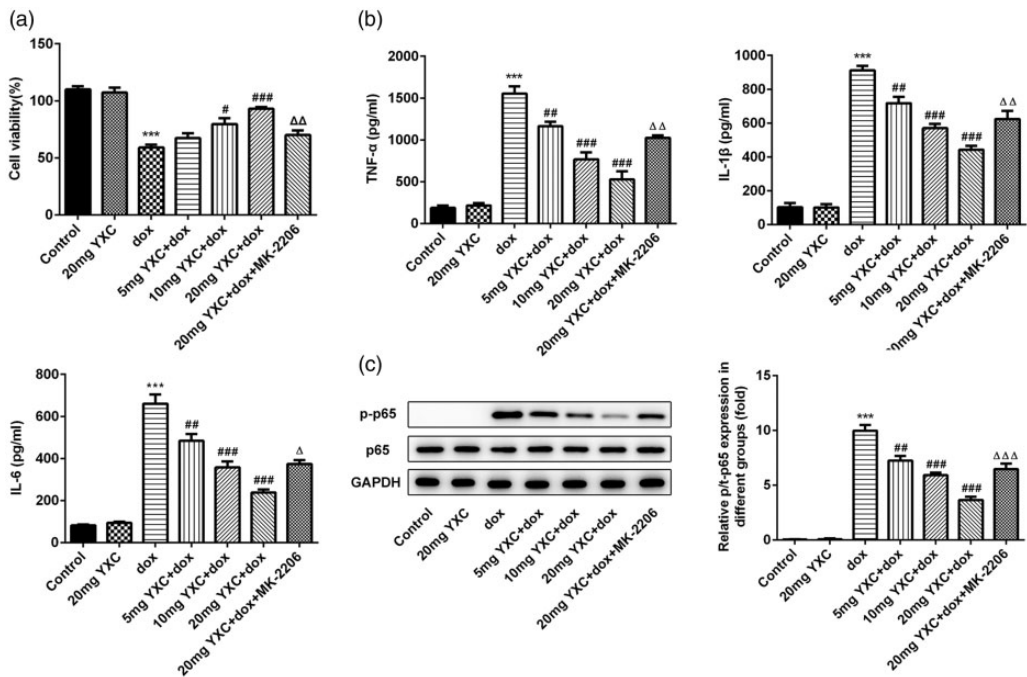 (a)
Cell viability(%)
150
100
50
0
***
#
###
ΔΔ
Control
20mg YXC
dox
5mg YXC+dox
10mg YXC+dox
20mg YXC+dox
20mg YXC+dox+MK-2206
(b)
TNF-α (pg/ml)
2000
1500
1000
500
0
***
##
###
###
ΔΔ
Control
20mg YXC
dox
5mg YXC+dox
10mg YXC+dox
20mg YXC+dox
20mg YXC+dox+MK-2206
IL-1β (pg/ml)
1000
800
600
400
200
0
***
##
###
###
ΔΔ
Control
20mg YXC
dox
5mg YXC+dox
10mg YXC+dox
20mg YXC+dox
0mg YXC+dox+MK-2206
IL-6 (pg/ml)
800
600
400
200
0
***
##
###
###
Δ
Control
20mg YXC
dox
5mg YXC+dox
10mg YXC+dox
20mg YXC+dox
20mg YXC+dox+MK-2206
(c)
p-p65
p65
GAPDH
Control
20mg YXC
dox
5mg YXC+dox
10mg YXC+dox
20mg YXC+dox
20mg YXC+dox+MK-2206
Relative p/t-p65 expression in
different groups (fold)
15
10
5
0
***
##
###
###
ΔΔΔ
Control
20mg YXC
dox
5mg YXC+dox
10mg YXC+dox
20mg YXC+dox
20mg YXC+dox+MK-2206